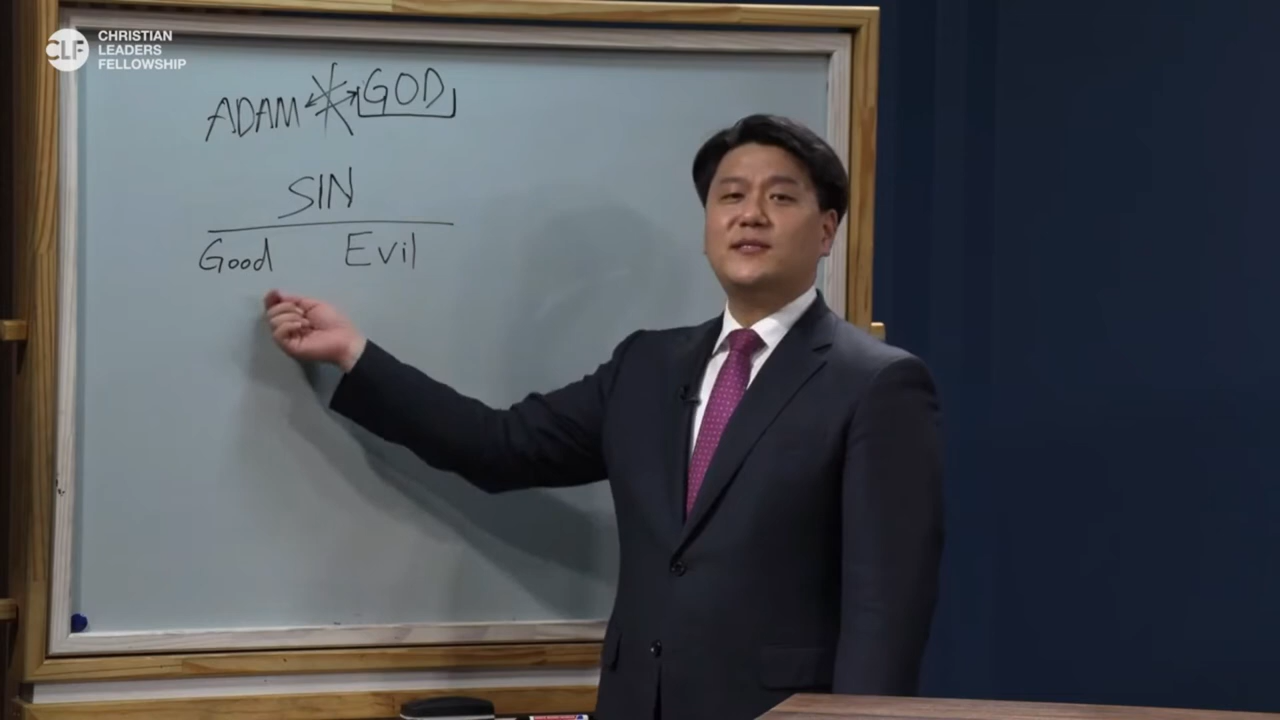 CLF
CHRISTIAN
LEADERS
FELLOWSHIP
ADAM GOD
SIN
Good Evil